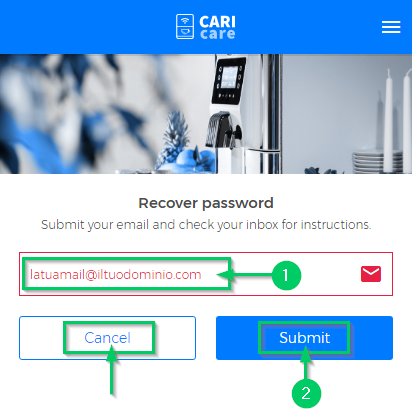 CARI
care
Recover password
Submit your email and check your inbox for instructions.
latuamail@iltuodominio.com
1
Cancel
Submit
2